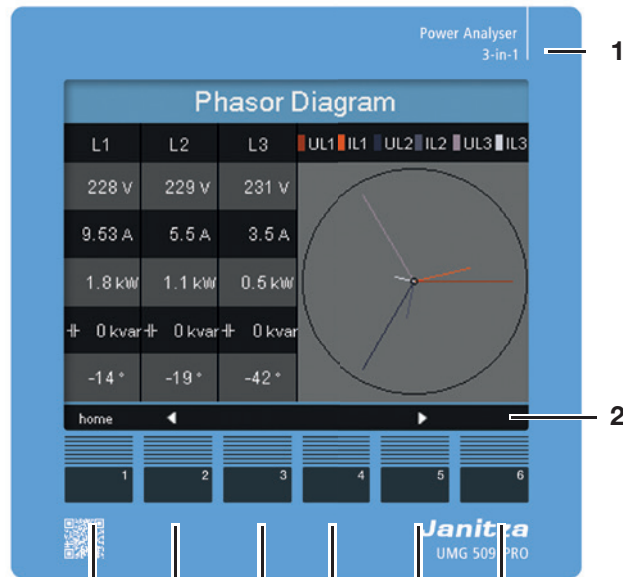 Power Analyser
3-in-1
1
Phasor Diagram
L1 L2 L3 UL1 IL1 UL2 IL2 UL3 IL3
228 V 229 V 231 V
9.53 A 5.5 A 3.5 A
1.8 kW 1.1 kW 0.5 kW
0 kvar 0 kvar 0 kvar
-14 ° -19 ° -42 °
home
2
1 2 3 4 5 6
Janitza
UMG 509 PRO